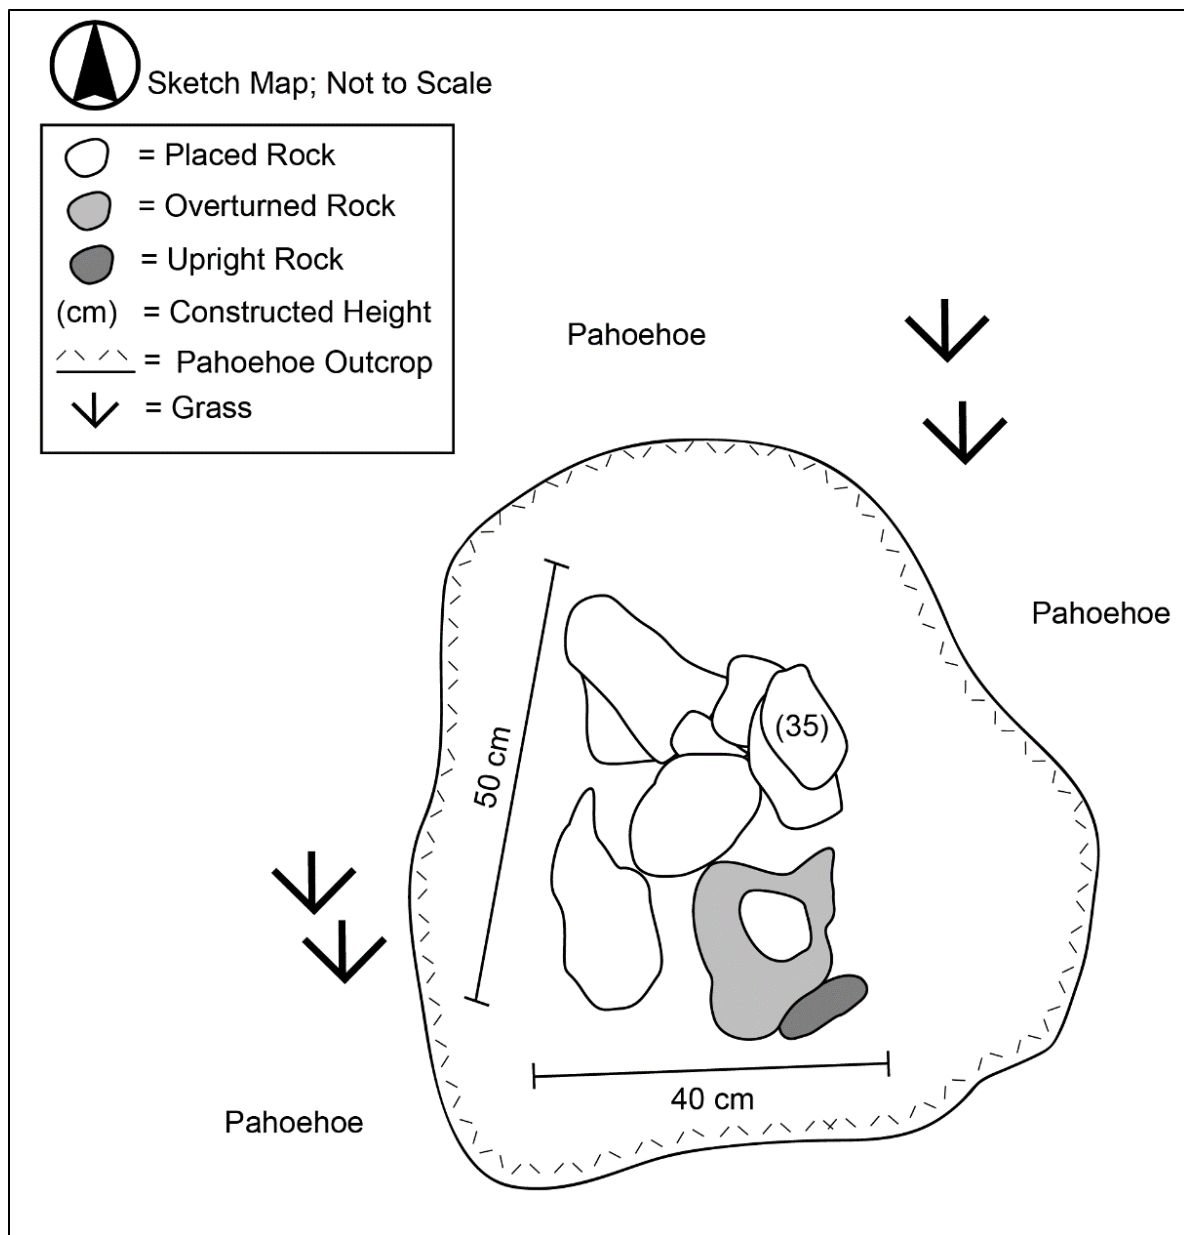 Sketch Map; Not to Scale
= Placed Rock
= Overturned Rock
= Upright Rock
(cm) = Constructed Height
= Pahoehoe Outcrop
= Grass
Pahoehoe
Pahoehoe
(35)
50 cm
40 cm
Pahoehoe